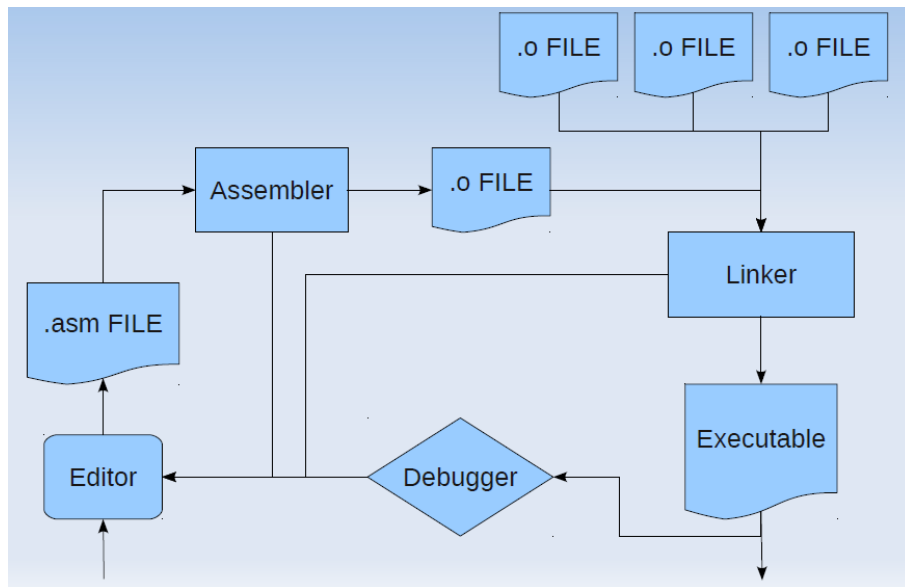 .o FILE
.o FILE
.o FILE
Assembler
.o FILE
Linker
.asm FILE
Executable
Editor
Debugger